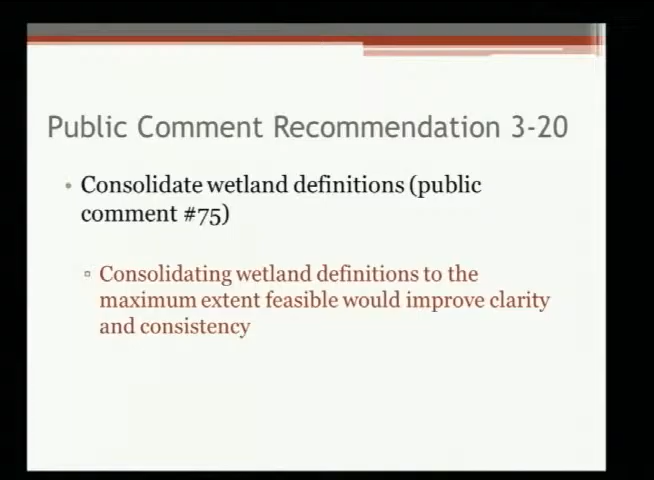 Public Comment Recommendation 3-20
• Consolidate wetland definitions (public
comment #75)
▫ Consolidating wetland definitions to the
maximum extent feasible would improve clarity
and consistency